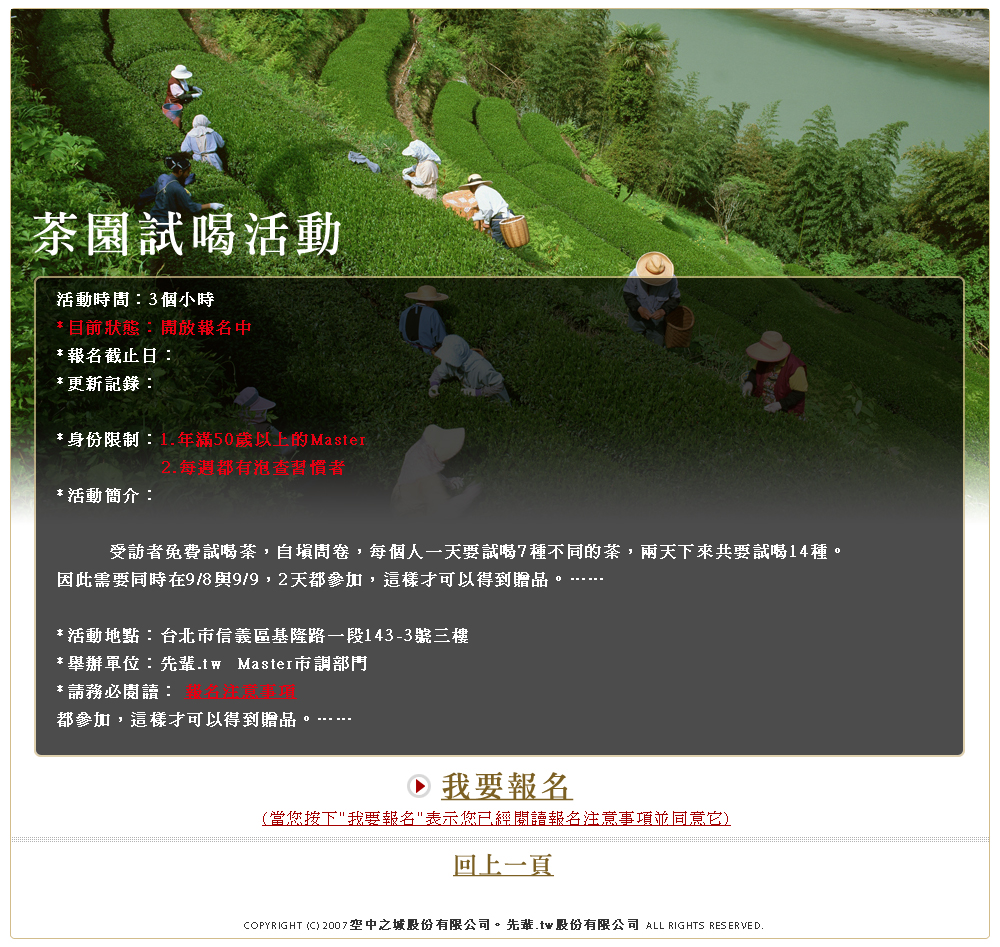 茶園試喝活動
活動時間：3個小時
*目前狀態：開放報名中
*報名截止日：
*更新記錄：
*身份限制：1.年滿50歲以上的Master
2.每週都有泡查習慣者
*活動簡介：
受訪者免費試喝茶，自填問卷，每個人一天要試喝7種不同的茶，兩天下來共要試喝14種。
因此需要同時在9/8與9/9，2天都參加，這樣才可以得到贈品。⋯⋯
*活動地點：台北市信義區基隆路一段143-3號三樓
*舉辦單位：先輩.tw Master市調部門
*請務必閱讀： 報名注意事項
都參加，這樣才可以得到贈品。⋯⋯
我要報名
(當您按下"我要報名"表示您已經閱讀報名注意事項並同意它)
回上一頁
COPYRIGHT (C) 2007 空中之城股份有限公司。先輩.tw股份有限公司 ALL RIGHTS RESERVED.